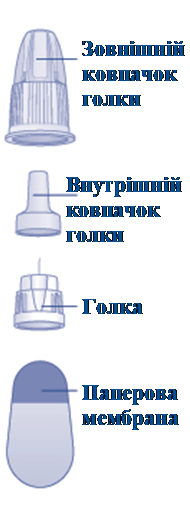 Зовнішній
ковпачок
голки
Внутрішній
ковпачок
голки
Голка
Паперова
мембрана